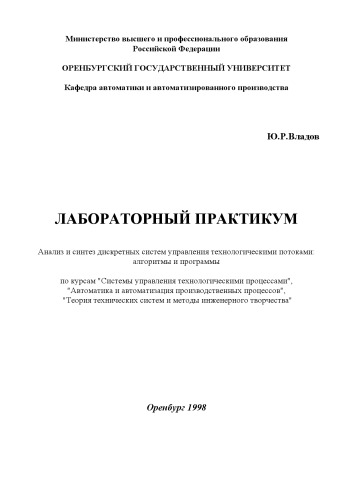 Министерство высшего и профессионального образования
Российской Федерации
ОРЕНБУРГСКИЙ ГОСУДАРСТВЕННЫЙ УНИВЕРСИТЕТ
Кафедра автоматики и автоматизированного производства
Ю.Р.Владов
ЛАБОРАТОРНЫЙ ПРАКТИКУМ
Анализ и синтез дискретных систем управления технологическими потоками:
алгоритмы и программы
по курсам "Системы управления технологическими процессами",
"Автоматика и автоматизация производственных процессов",
"Теория технических систем и методы инженерного творчества"
Оренбург 1998